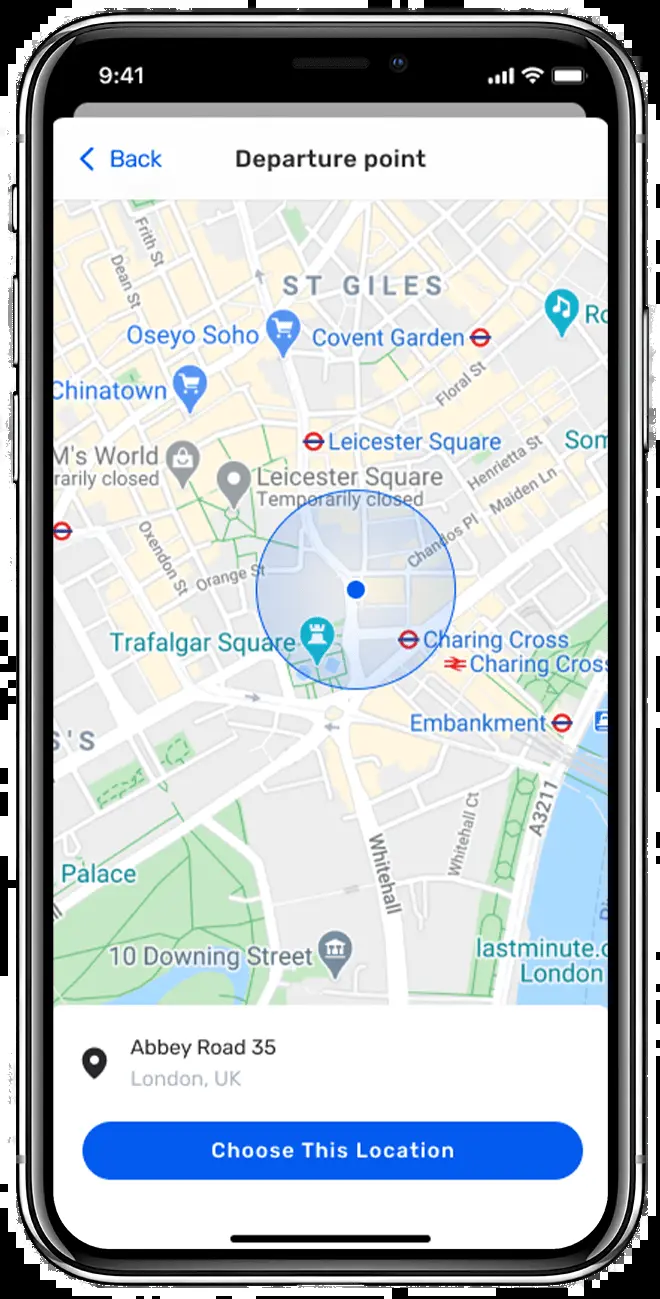 9:41
Back
Departure point
Frith St
Dean St
ST GILES
Oseyo Soho
Covent Garden
Chinatown
Floral St
Leicester Square
M's World
rarily closed
Leicester Square
Temporarily closed
Henrietta St
Maiden Ln
Chandos Pl
Oxendon St
Orange St
Trafalgar Square
Charing Cross
Charing Cross
Embankment
S'S
A3211
Whitehall Ct
Whitehall
Palace
10 Downing Street
lastminute.
London
Abbey Road 35
London, UK
Choose This Location